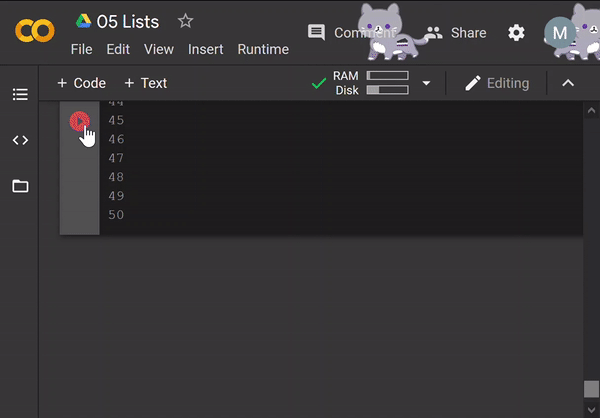 05 Lists
Comment
Share
M
File Edit View Insert Runtime
+ Code + Text
RAM
Disk
Editing
44
45
46
47
48
49
50